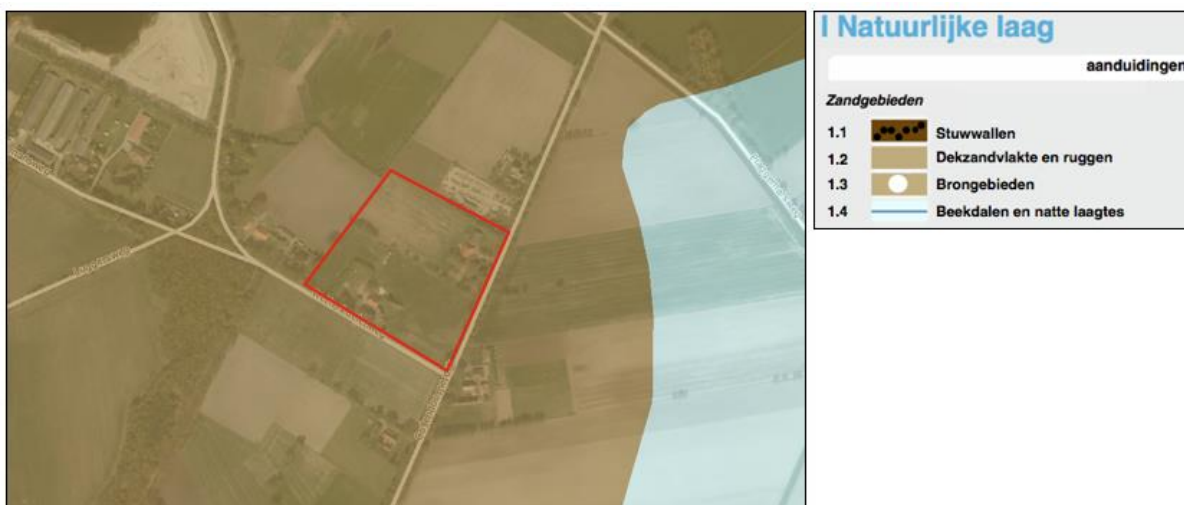 I Natuurlijke laag
aanduidingen
Zandgebieden
1.1 Stuwwallen
1.2 Dekzandvlakte en ruggen
1.3 Brongebieden
1.4 Beekdalen en natte laagtes